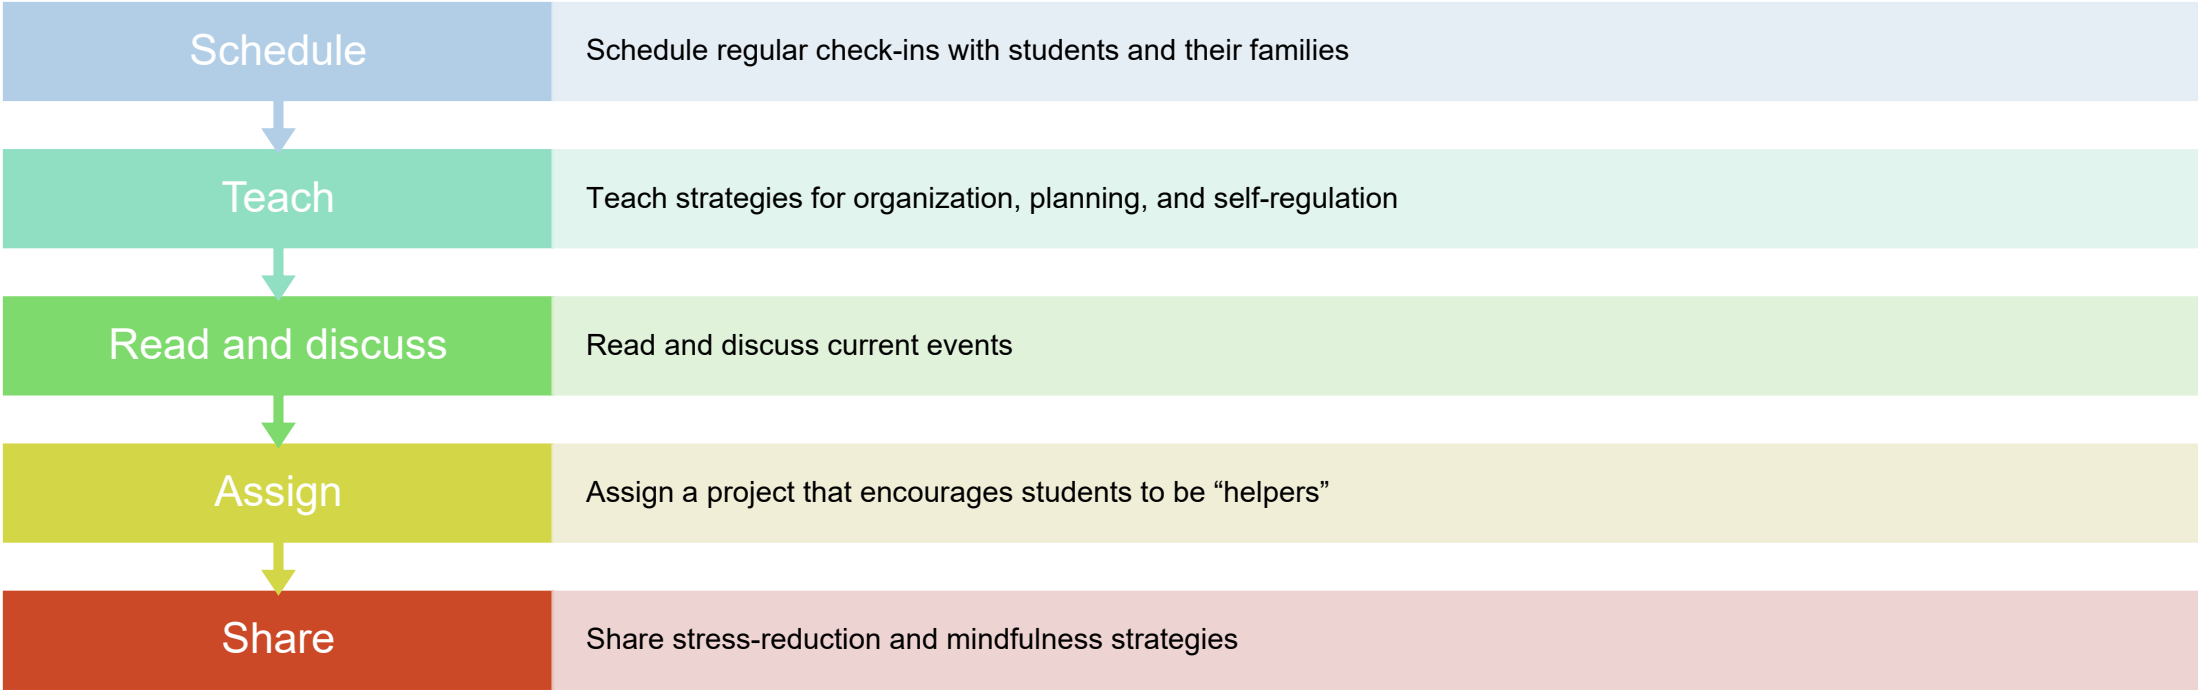 Schedule
Schedule regular check-ins with students and their families
Teach
Teach strategies for organization, planning, and self-regulation
Read and discuss
Read and discuss current events
Assign
Assign a project that encourages students to be “helpers”
Share
Share stress-reduction and mindfulness strategies